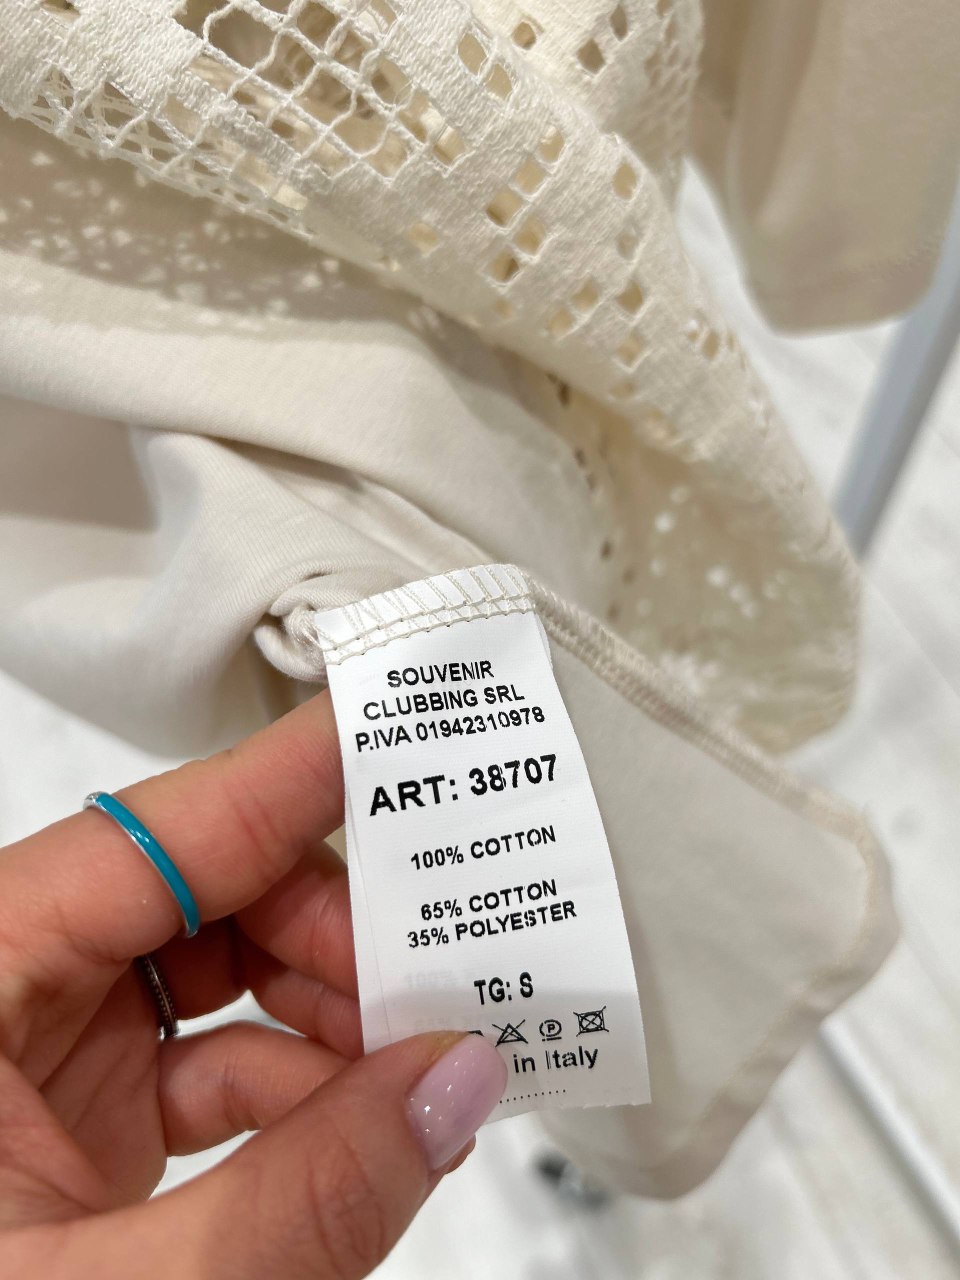 SOUVENIR
CLUBBING SRL
P.IVA 01942310978
ART: 38707
100% COTTON
65% COTTON
35% POLYESTER
TG: S
in Italy